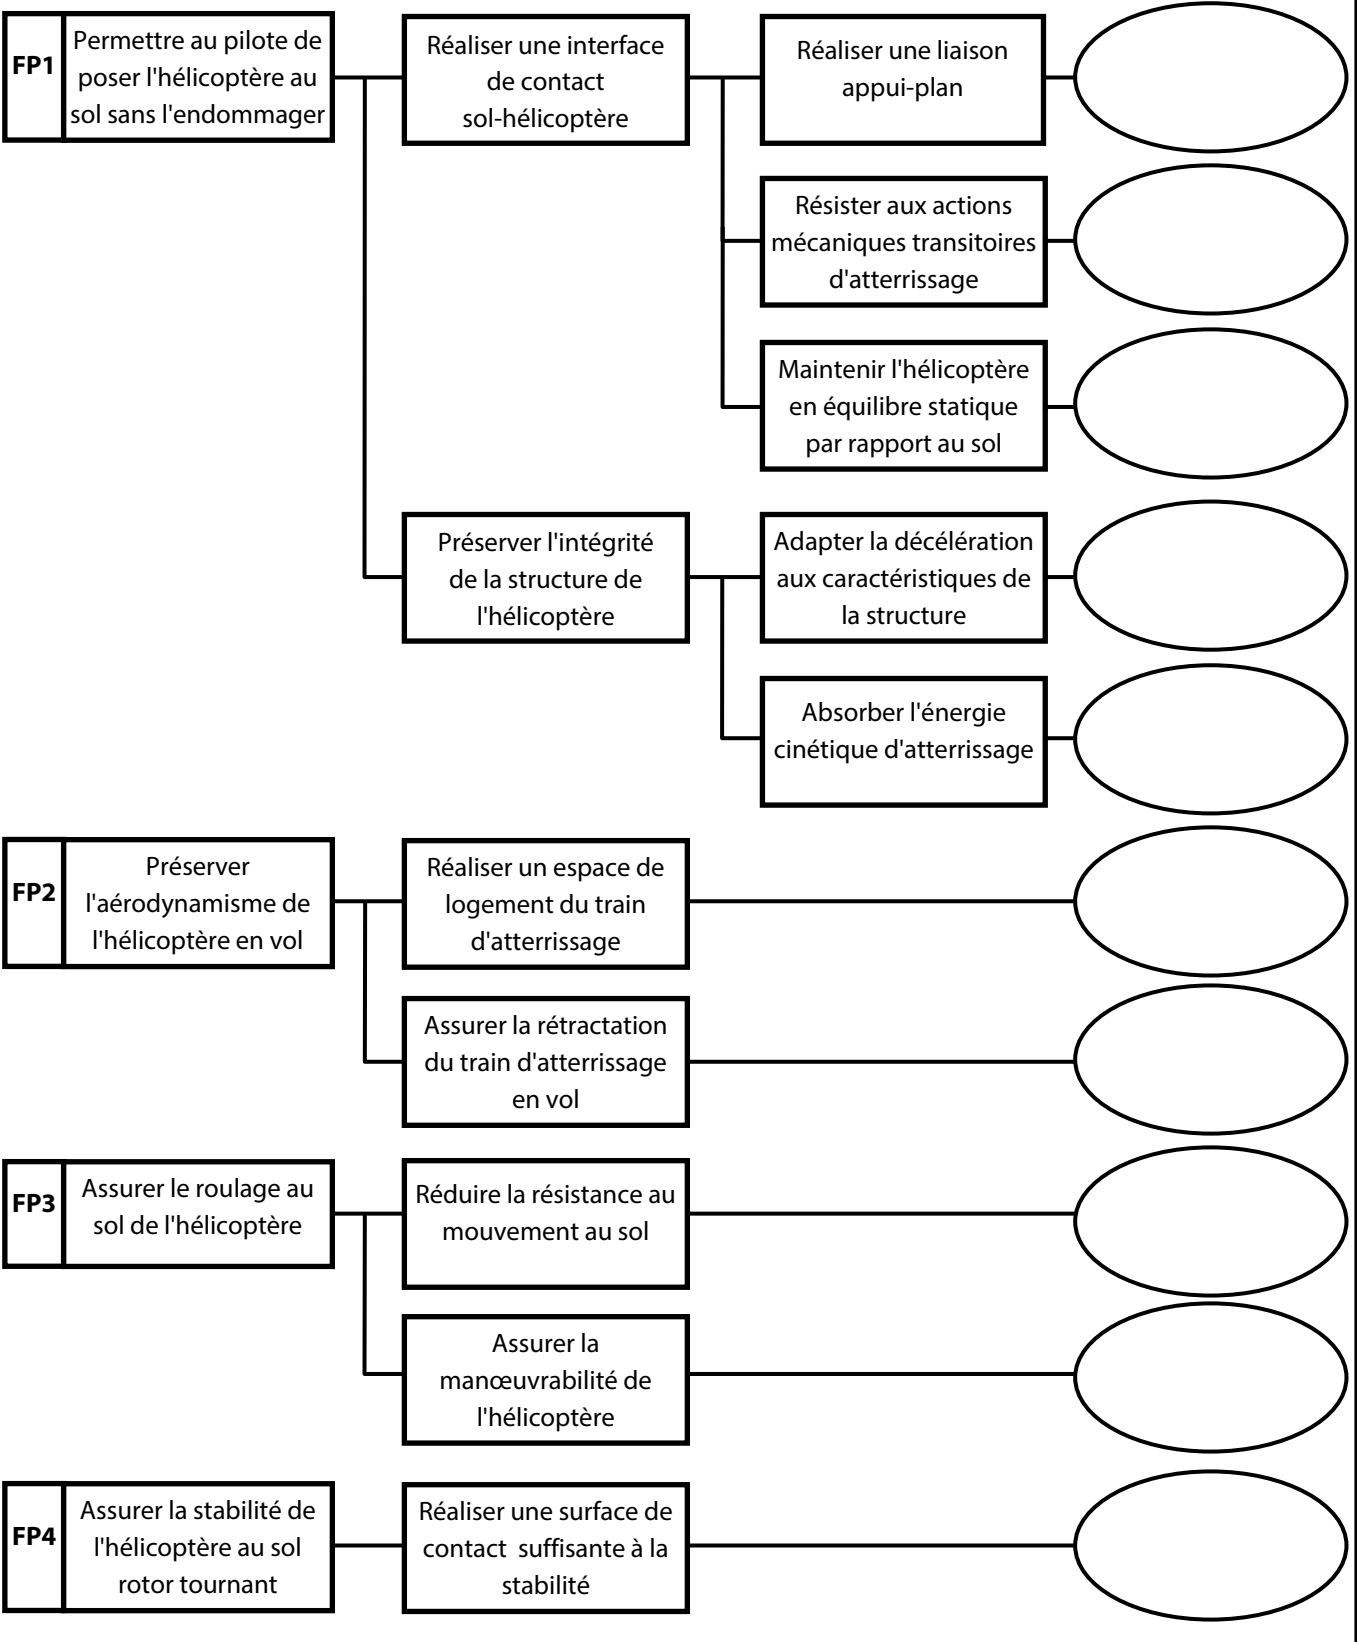 FP1
Permettre au pilote de
poser l'hélicoptère au
sol sans l'endommager
Réaliser une interface
de contact
sol-hélicoptère
Réaliser une liaison
appui-plan
Résister aux actions
mécaniques transitoires
d'atterrissage
Maintenir l'hélicoptère
en équilibre statique
par rapport au sol
Préserver l'intégrité
de la structure de
l'hélicoptère
Adapter la décélération
aux caractéristiques de
la structure
Absorber l'énergie
cinétique d'atterrissage
FP2
Préserver
l'aérodynamisme de
l'hélicoptère en vol
Réaliser un espace de
logement du train
d'atterrissage
Assurer la rétractation
du train d'atterrissage
en vol
FP3
Assurer le roulage au
sol de l'hélicoptère
Réduire la résistance au
mouvement au sol
Assurer la
manœuvrabilité de
l'hélicoptère
FP4
Assurer la stabilité de
l'hélicoptère au sol
rotor tournant
Réaliser une surface de
contact  suffisante à la
stabilité